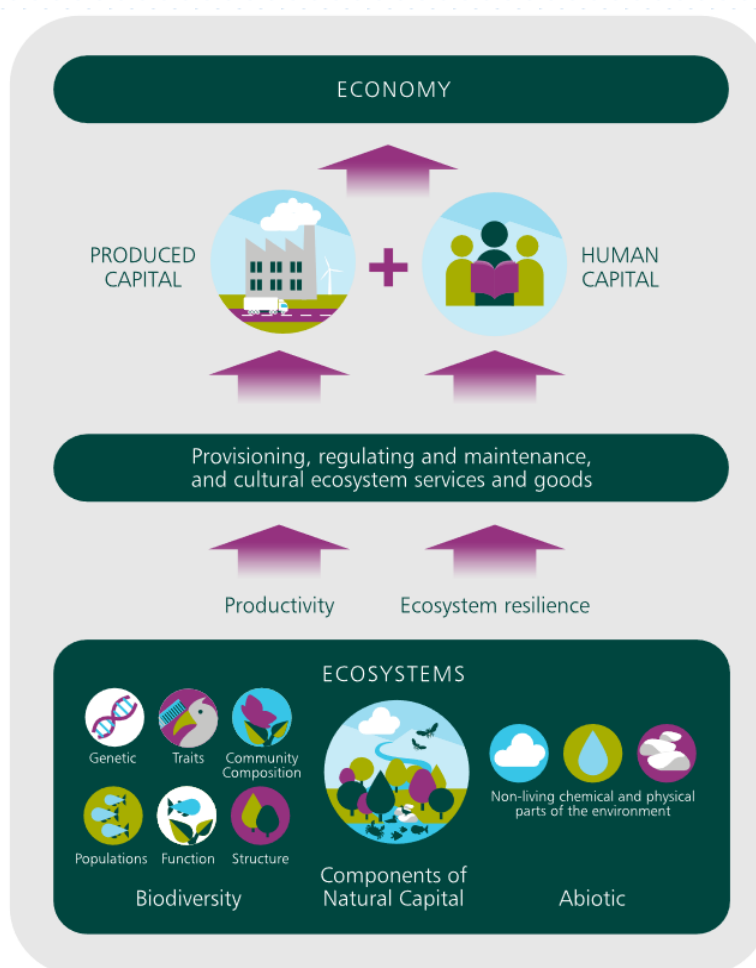 ECONOMY
PRODUCED
CAPITAL
HUMAN
CAPITAL
Provisioning, regulating and maintenance,
and cultural ecosystem services and goods
Productivity
Ecosystem resilience
ECOSYSTEMS
Genetic
Traits
Community
Composition
Populations
Function
Structure
Biodiversity
Components of
Natural Capital
Non-living chemical and physical
parts of the environment
Abiotic